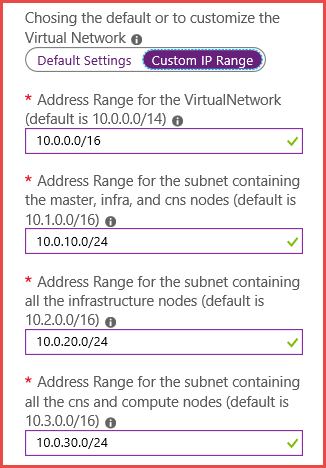 Chosing the default or to customize the
Virtual Network
Default Settings Custom IP Range
* Address Range for the VirtualNetwork
(default is 10.0.0.0/14)
10.0.0.0/16
* Address Range for the subnet containing
the master, infra, and cns nodes (default is
10.1.0.0/16)
10.0.10.0/24
* Address Range for the subnet containing
all the infrastructure nodes (default is
10.2.0.0/16)
10.0.20.0/24
* Address Range for the subnet containing
all the cns and compute nodes (default is
10.3.0.0/16)
10.0.30.0/24